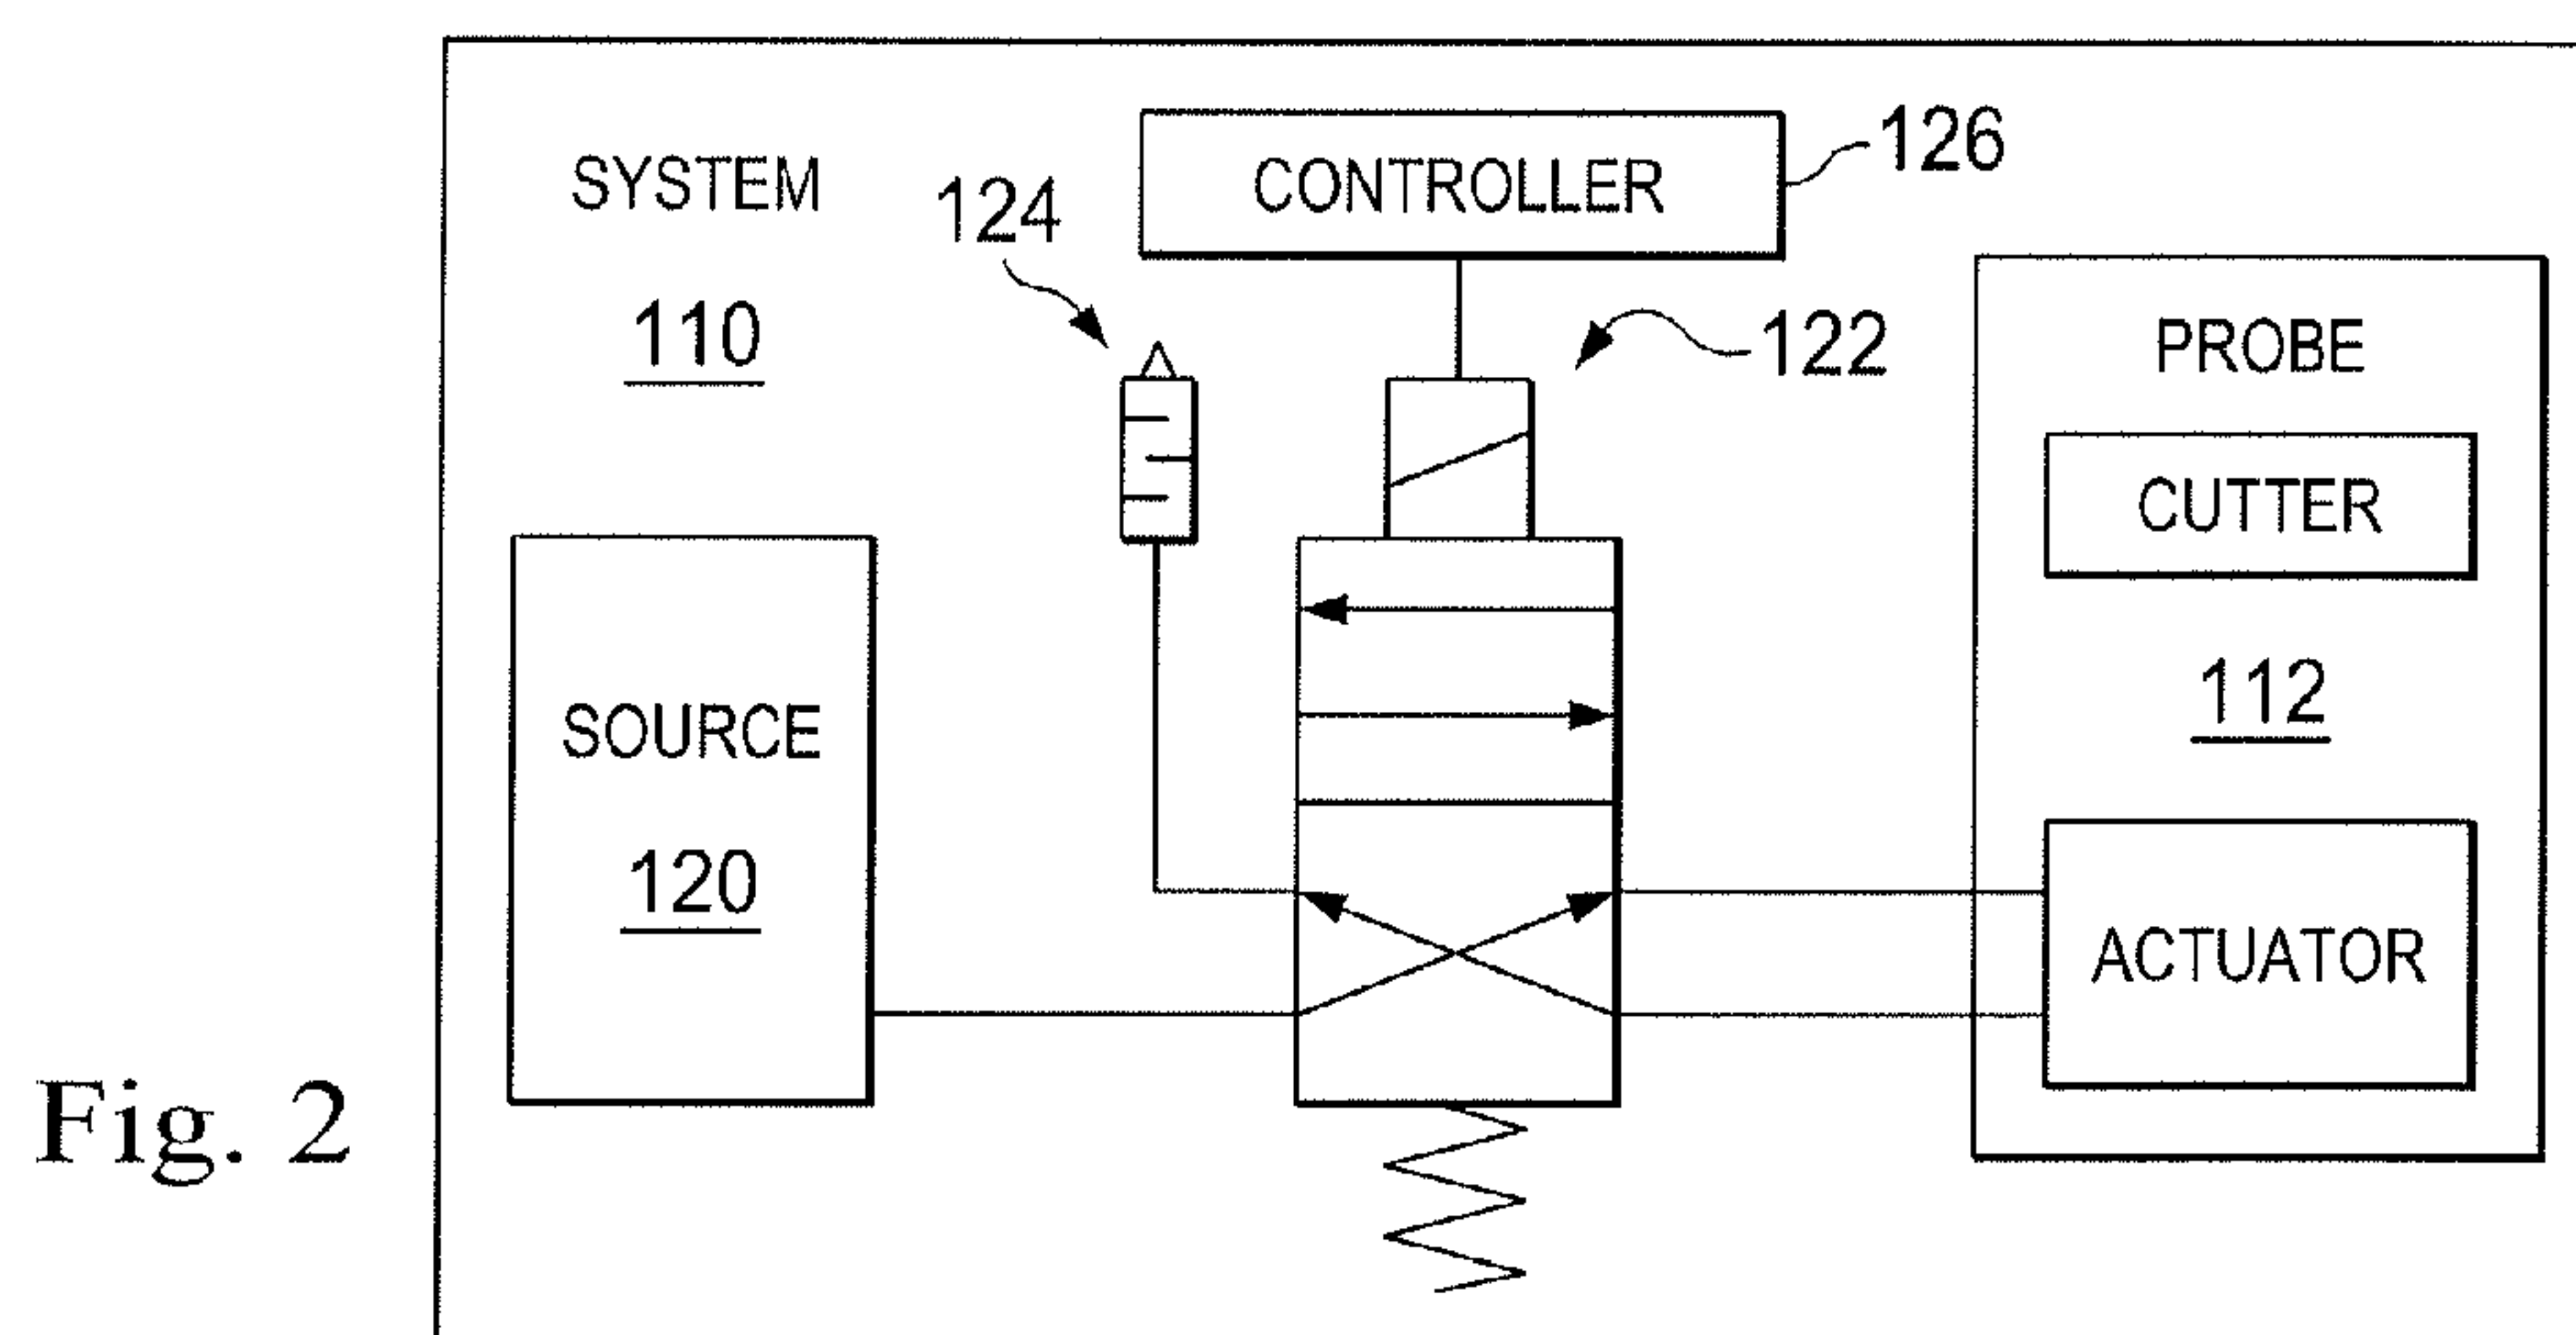 SYSTEM
110
CONTROLLER
126
124
122
PROBE
CUTTER
112
SOURCE
120
ACTUATOR
Fig. 2